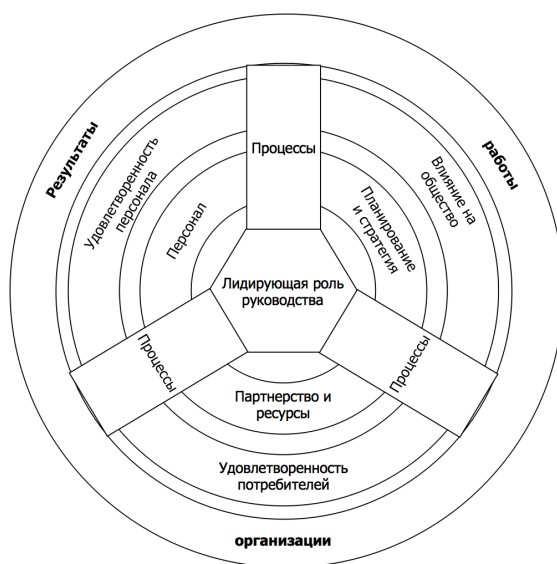 Результаты
работы
организации
Процессы
Удовлетворенность
персонала
Персонал
Влияние на
общество
Планирование
и стратегия
Лидирующая роль
руководства
Процессы
Процессы
Партнерство и
ресурсы
Удовлетворенность
потребителей